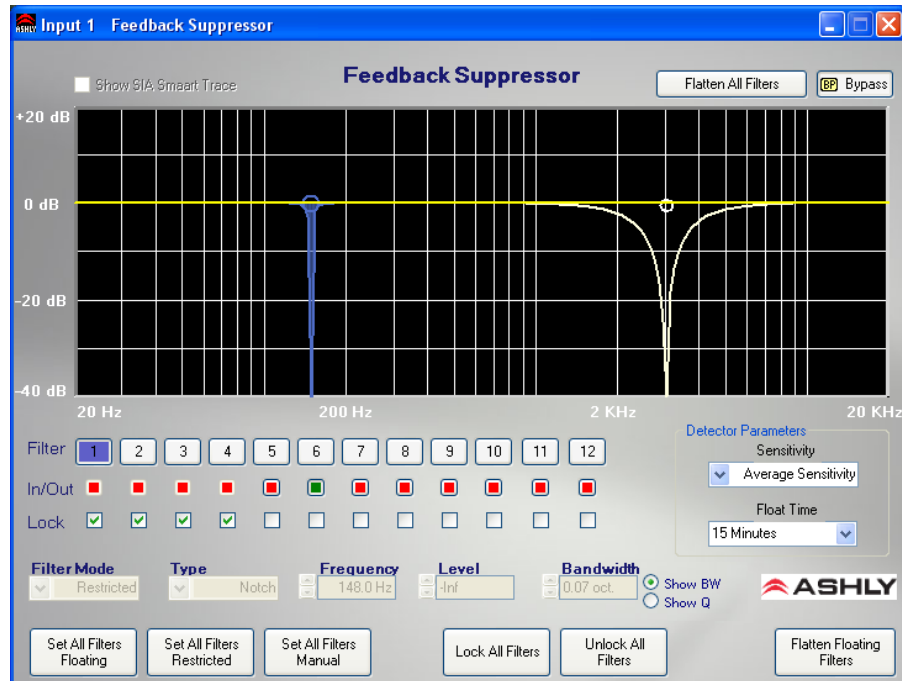 ASHLY Input 1 Feedback Suppressor
Show SIA Smaart Trace
Feedback Suppressor
Flatten All Filters
BP Bypass
+20 dB
0 dB
-20 dB
-40 dB
20 Hz 200 Hz 2 KHz 20 KHz
Filter 1 2 3 4 5 6 7 8 9 10 11 12
In/Out
Lock
Detector Parameters
Sensitivity
Average Sensitivity
Float Time
15 Minutes
Filter Mode Type Frequency Level Bandwidth
Restricted Notch 148.0 Hz -Inf 0.07 oct.
Show BW
Show Q
ASHLY
Set All Filters Floating
Set All Filters Restricted
Set All Filters Manual
Lock All Filters
Unlock All Filters
Flatten Floating Filters